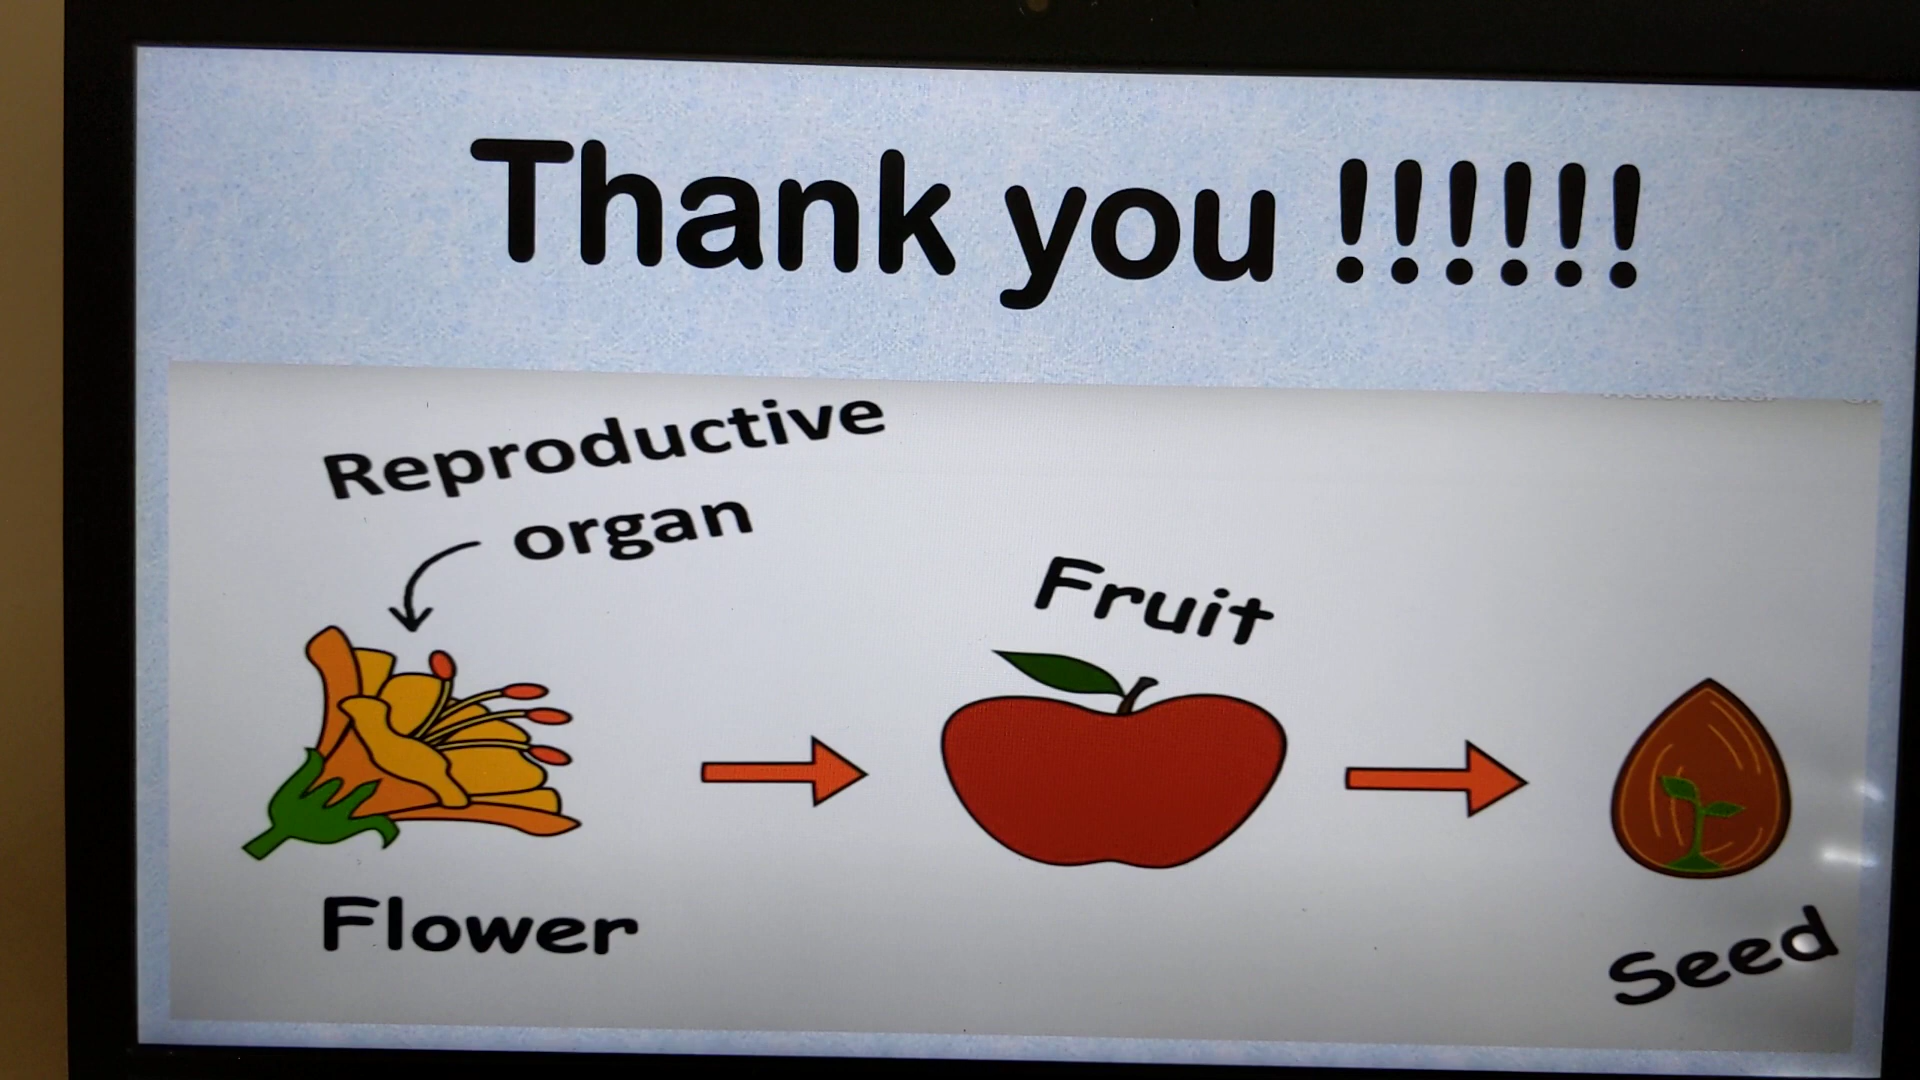 Thank you !!!!!!
Reproductive
organ
Fruit
Flower
Seed